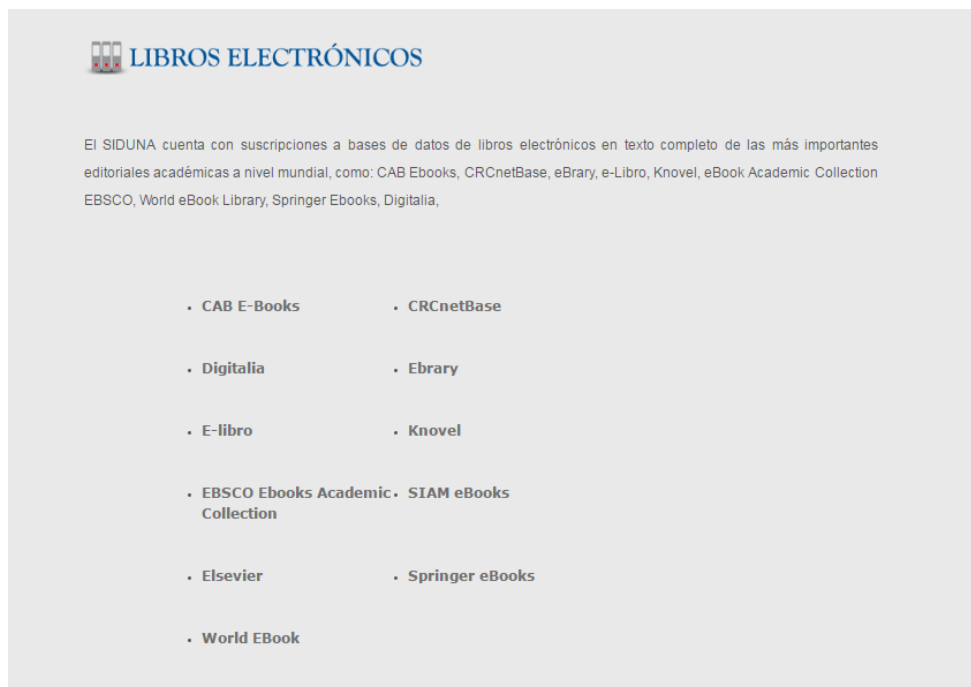 LIBROS ELECTRÓNICOS
El SIDUNA cuenta con suscripciones a bases de datos de libros electrónicos en texto completo de las más importantes
editoriales académicas a nivel mundial, como: CAB Ebooks, CRCnetBase, eBrary, e-Libro, Knovel, eBook Academic Collection
EBSCO, World eBook Library, Springer Ebooks, Digitalia,
• CAB E-Books • CRCnetBase
• Digitalia • Ebrary
• E-libro • Knovel
• EBSCO Ebooks Academic • SIAM eBooks
Collection
• Elsevier • Springer eBooks
• World EBook